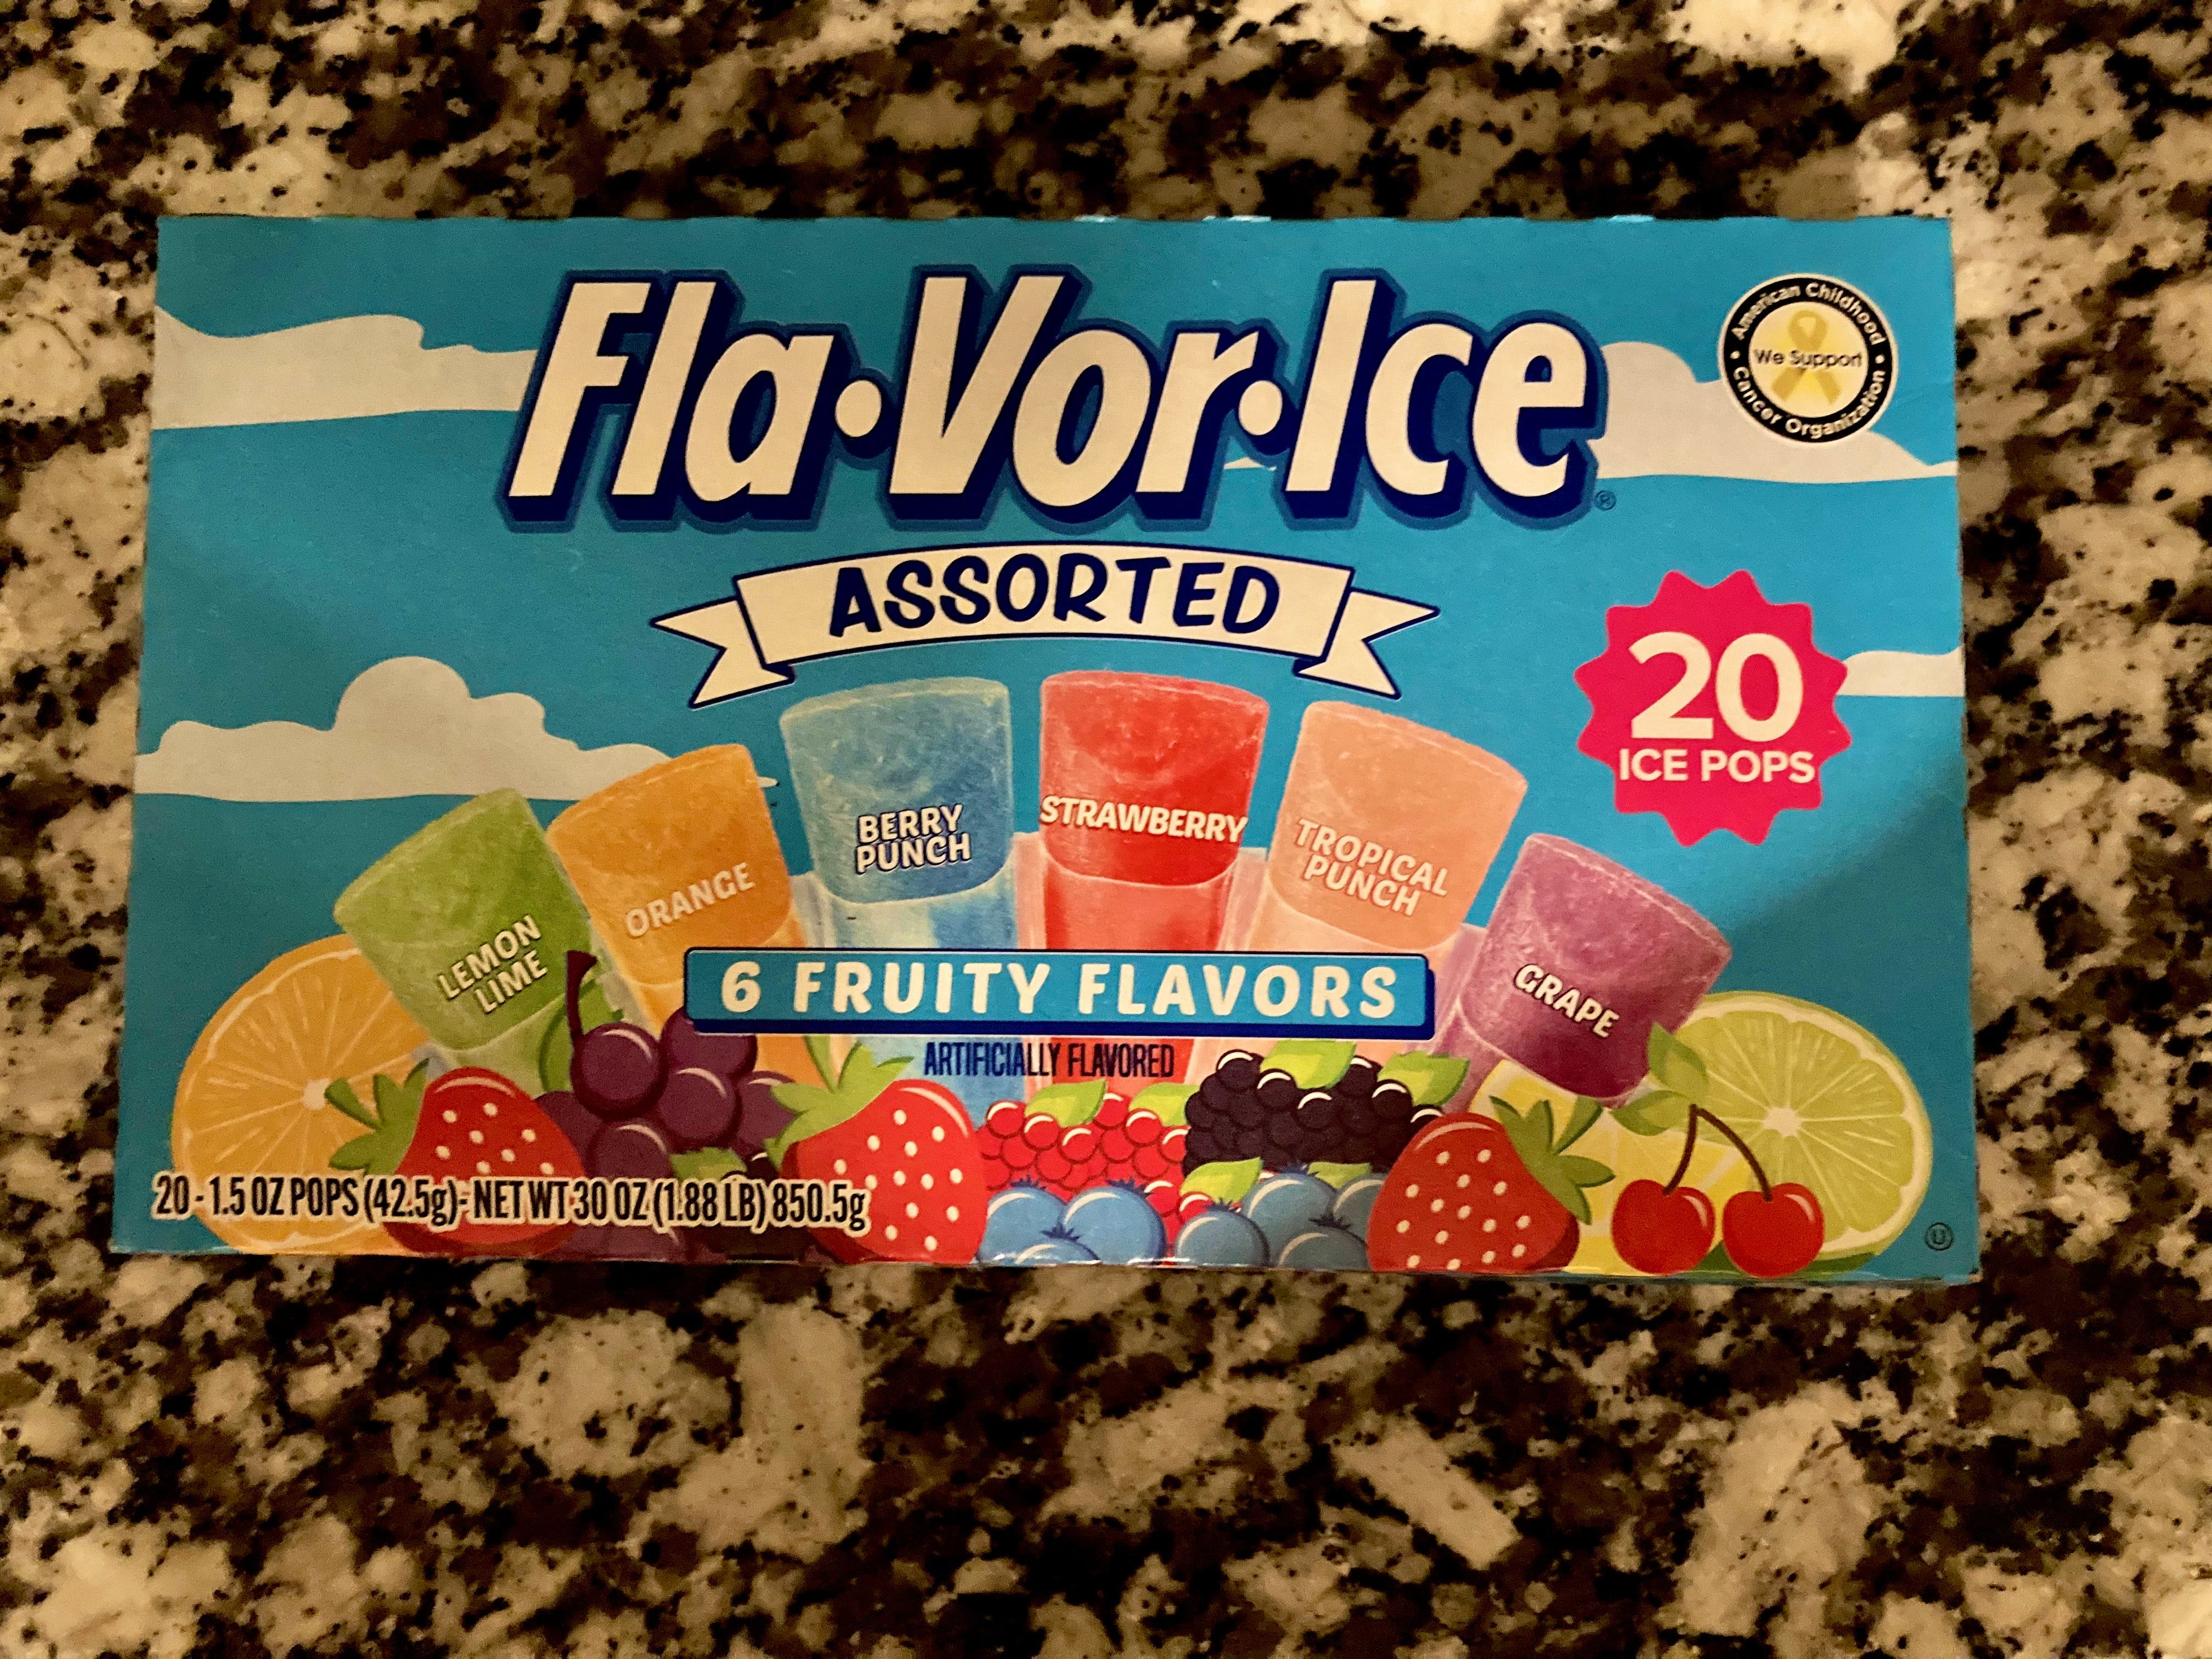 Fla•Vor•Ice®
American Childhood
We Support
Cancer Organization
ASSORTED
20
ICE POPS
BERRY
PUNCH
STRAWBERRY
TROPICAL
PUNCH
ORANGE
LEMON
LIME
GRAPE
6 FRUITY FLAVORS
ARTIFICIALLY FLAVORED
20 - 1.5 OZ POPS (42.5g)- NET WT 30 OZ (1.88 LB) 850.5g
U